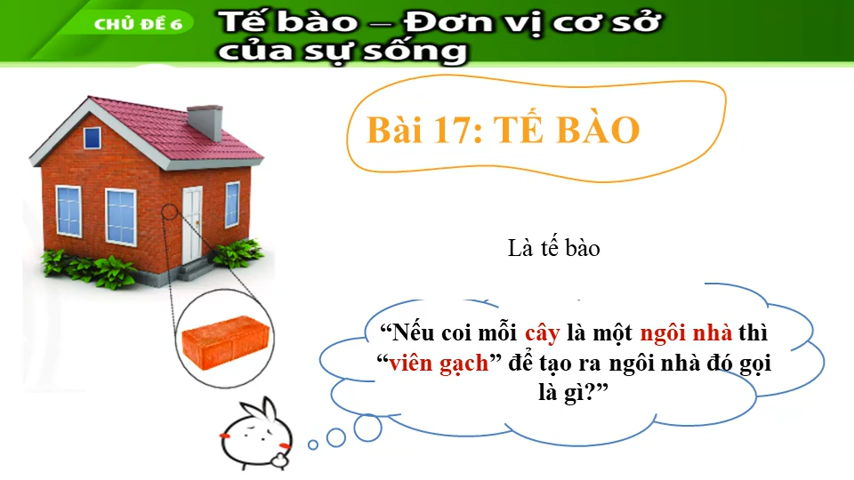 CHỦ ĐỀ 6
Tế bào – Đơn vị cơ sở
của sự sống
Bài 17: TẾ BÀO
Là tế bào
“Nếu coi mỗi cây là một ngôi nhà thì
“viên gạch” để tạo ra ngôi nhà đó gọi
là gì?”